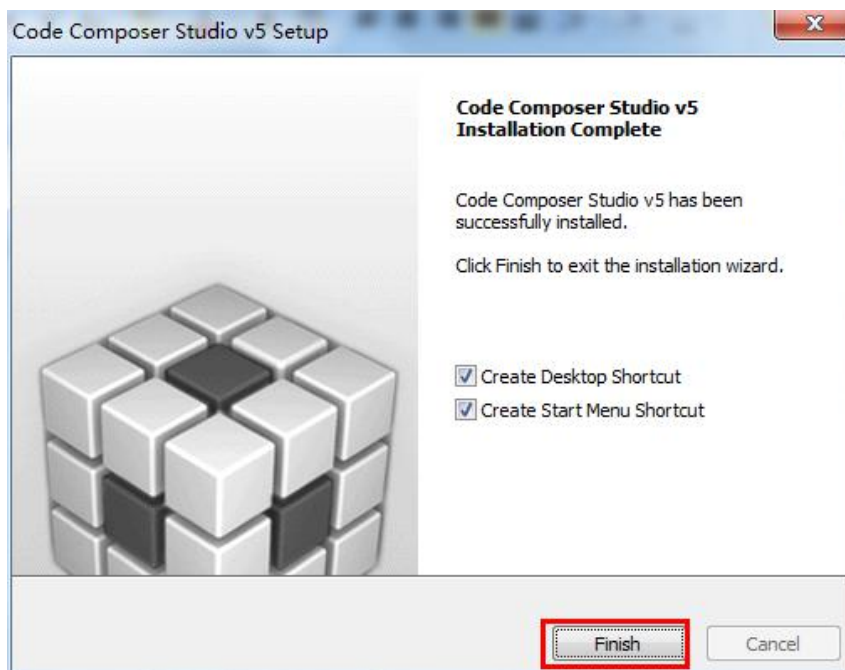 Code Composer Studio v5 Setup
Code Composer Studio v5
Installation Complete
Code Composer Studio v5 has been
successfully installed.
Click Finish to exit the installation wizard.
Create Desktop Shortcut
Create Start Menu Shortcut
Finish
Cancel